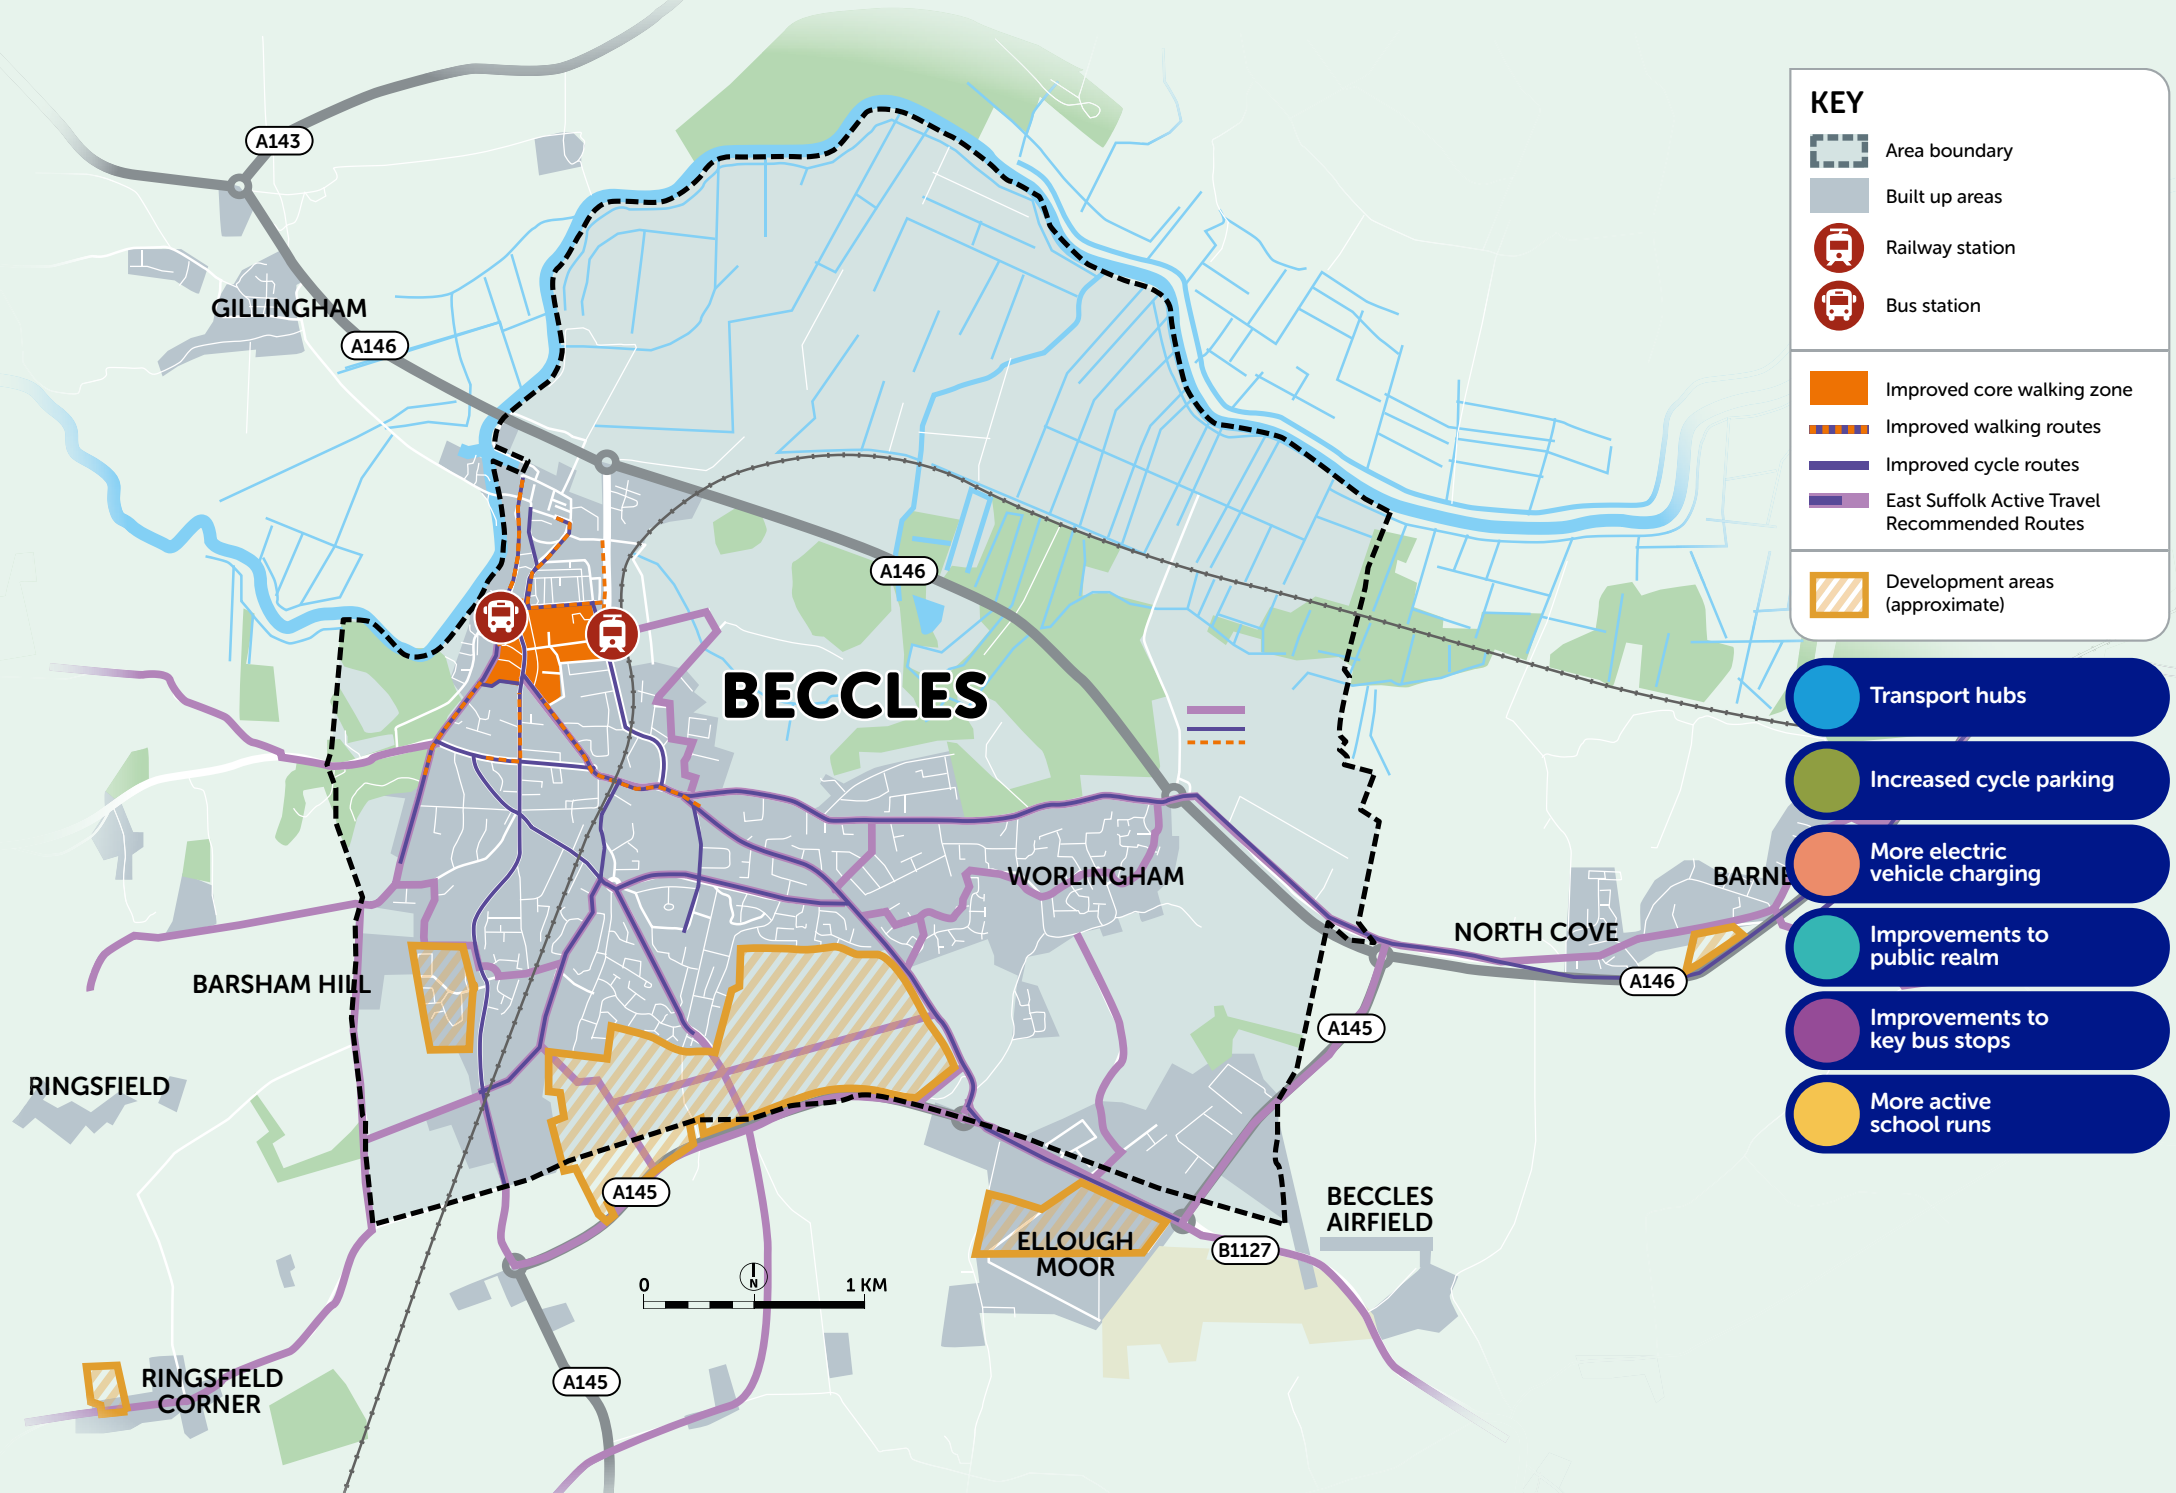 A143
GILLINGHAM
A146
A146
BECCLES
WORLINGHAM
NORTH COVE
BARNE
A146
BARSHAM HILL
A145
RINGSFIELD
A145
BECCLES
AIRFIELD
ELLOUGH
MOOR
B1127
0
N
1 KM
RINGSFIELD
CORNER
A145
KEY
Area boundary
Built up areas
Railway station
Bus station
Improved core walking zone
Improved walking routes
Improved cycle routes
East Suffolk Active Travel
Recommended Routes
Development areas
(approximate)
Transport hubs
Increased cycle parking
More electric
vehicle charging
Improvements to
public realm
Improvements to
key bus stops
More active
school runs